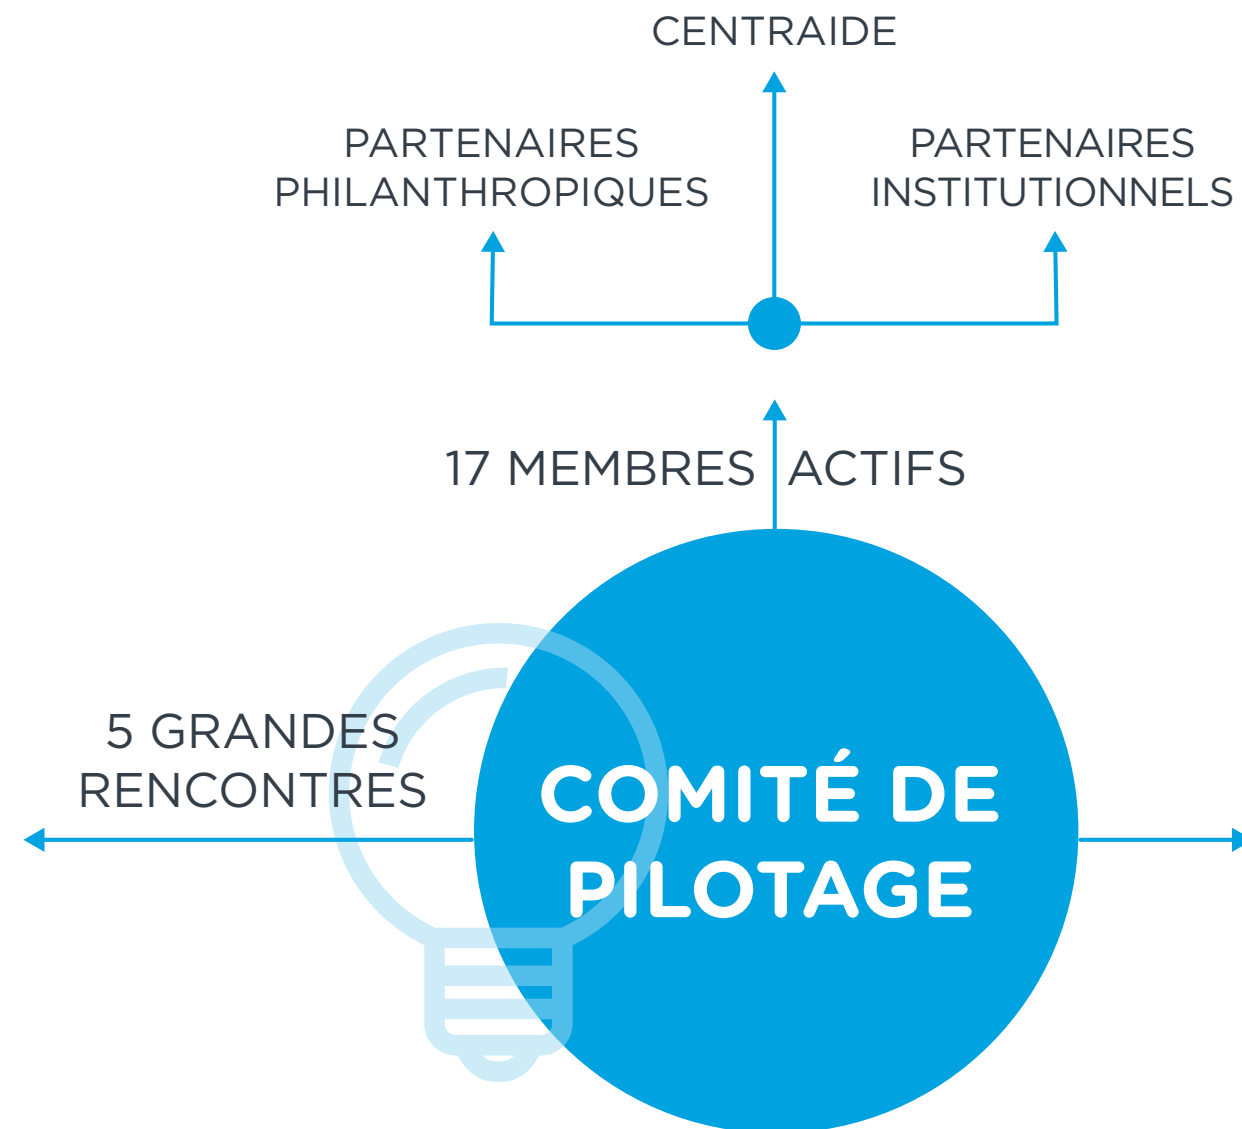 CENTRAIDE
PARTENAIRES
PHILANTHROPIQUES
PARTENAIRES
INSTITUTIONNELS
17 MEMBRES ACTIFS
5 GRANDES
RENCONTRES
COMITÉ DE
PILOTAGE